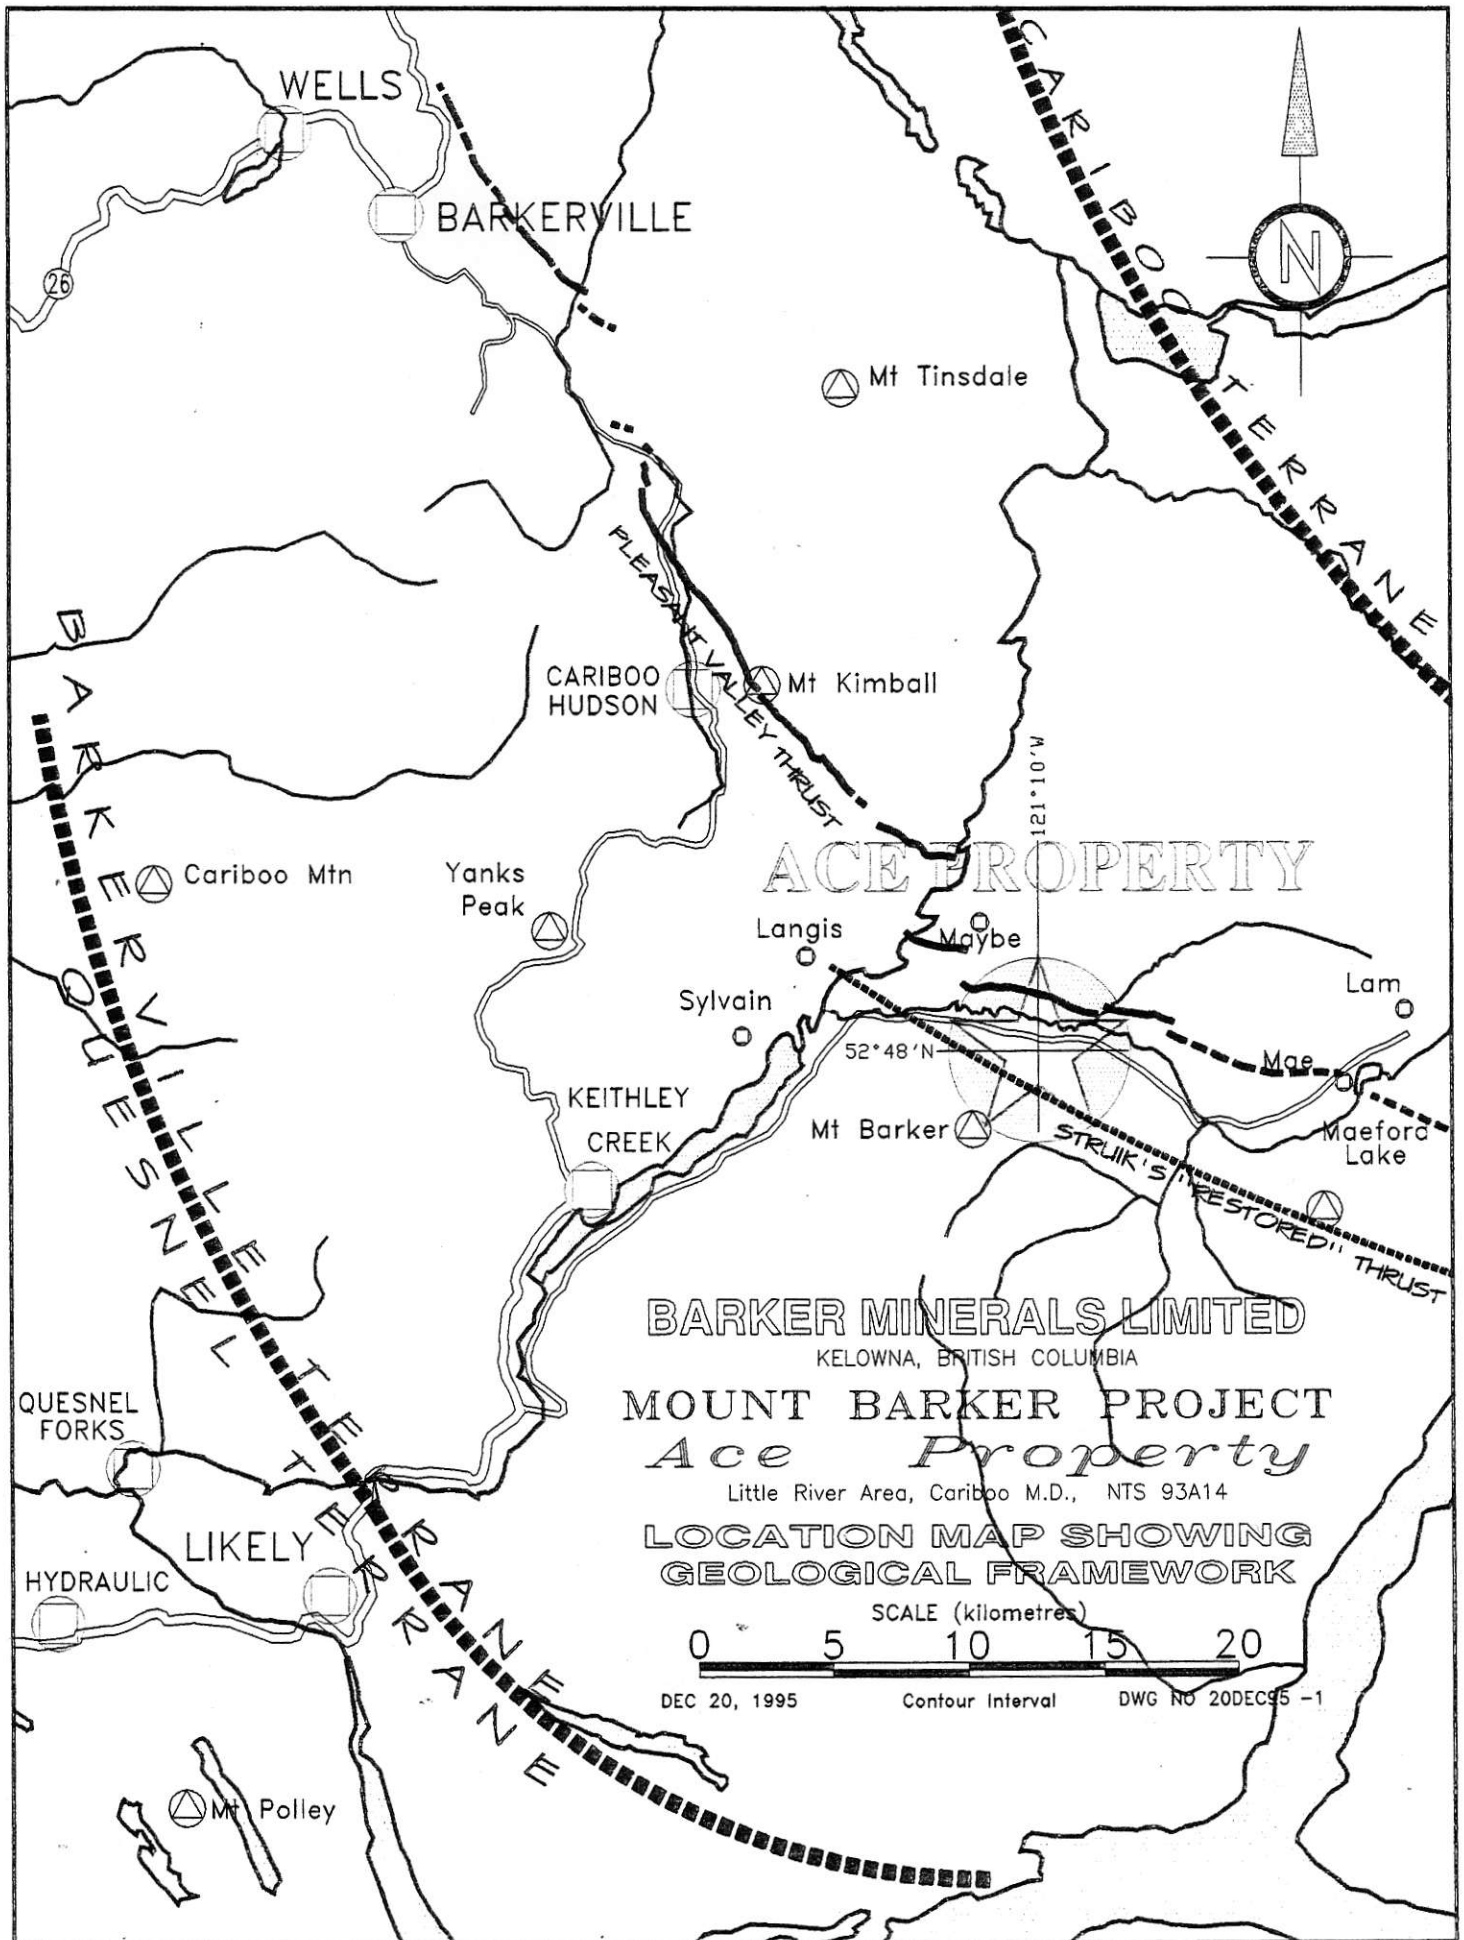 WELLS
BARKERVILLE
26
CARIBOO TERRANE
N
Mt Tinsdale
PLEASANT VALLEY THRUST
CARIBOO
HUDSON
Mt Kimball
BARKERVILLE TERRANE
QUESNEL TERRANE
121°10'W
ACE PROPERTY
Cariboo Mtn
Yanks
Peak
Langis
Maybe
Sylvain
Lam
52°48'N
Mae
KEITHLEY
CREEK
Mt Barker
Maeford
Lake
STRUIK'S "RESTORED" THRUST
BARKER MINERALS LIMITED
KELOWNA, BRITISH COLUMBIA
MOUNT BARKER PROJECT
Ace Property
Little River Area, Cariboo M.D., NTS 93A14
LOCATION MAP SHOWING
GEOLOGICAL FRAMEWORK
SCALE (kilometres)
0 5 10 15 20
DEC 20, 1995 Contour Interval DWG NO 20DEC95 -1
QUESNEL
FORKS
LIKELY
HYDRAULIC
Mt Polley